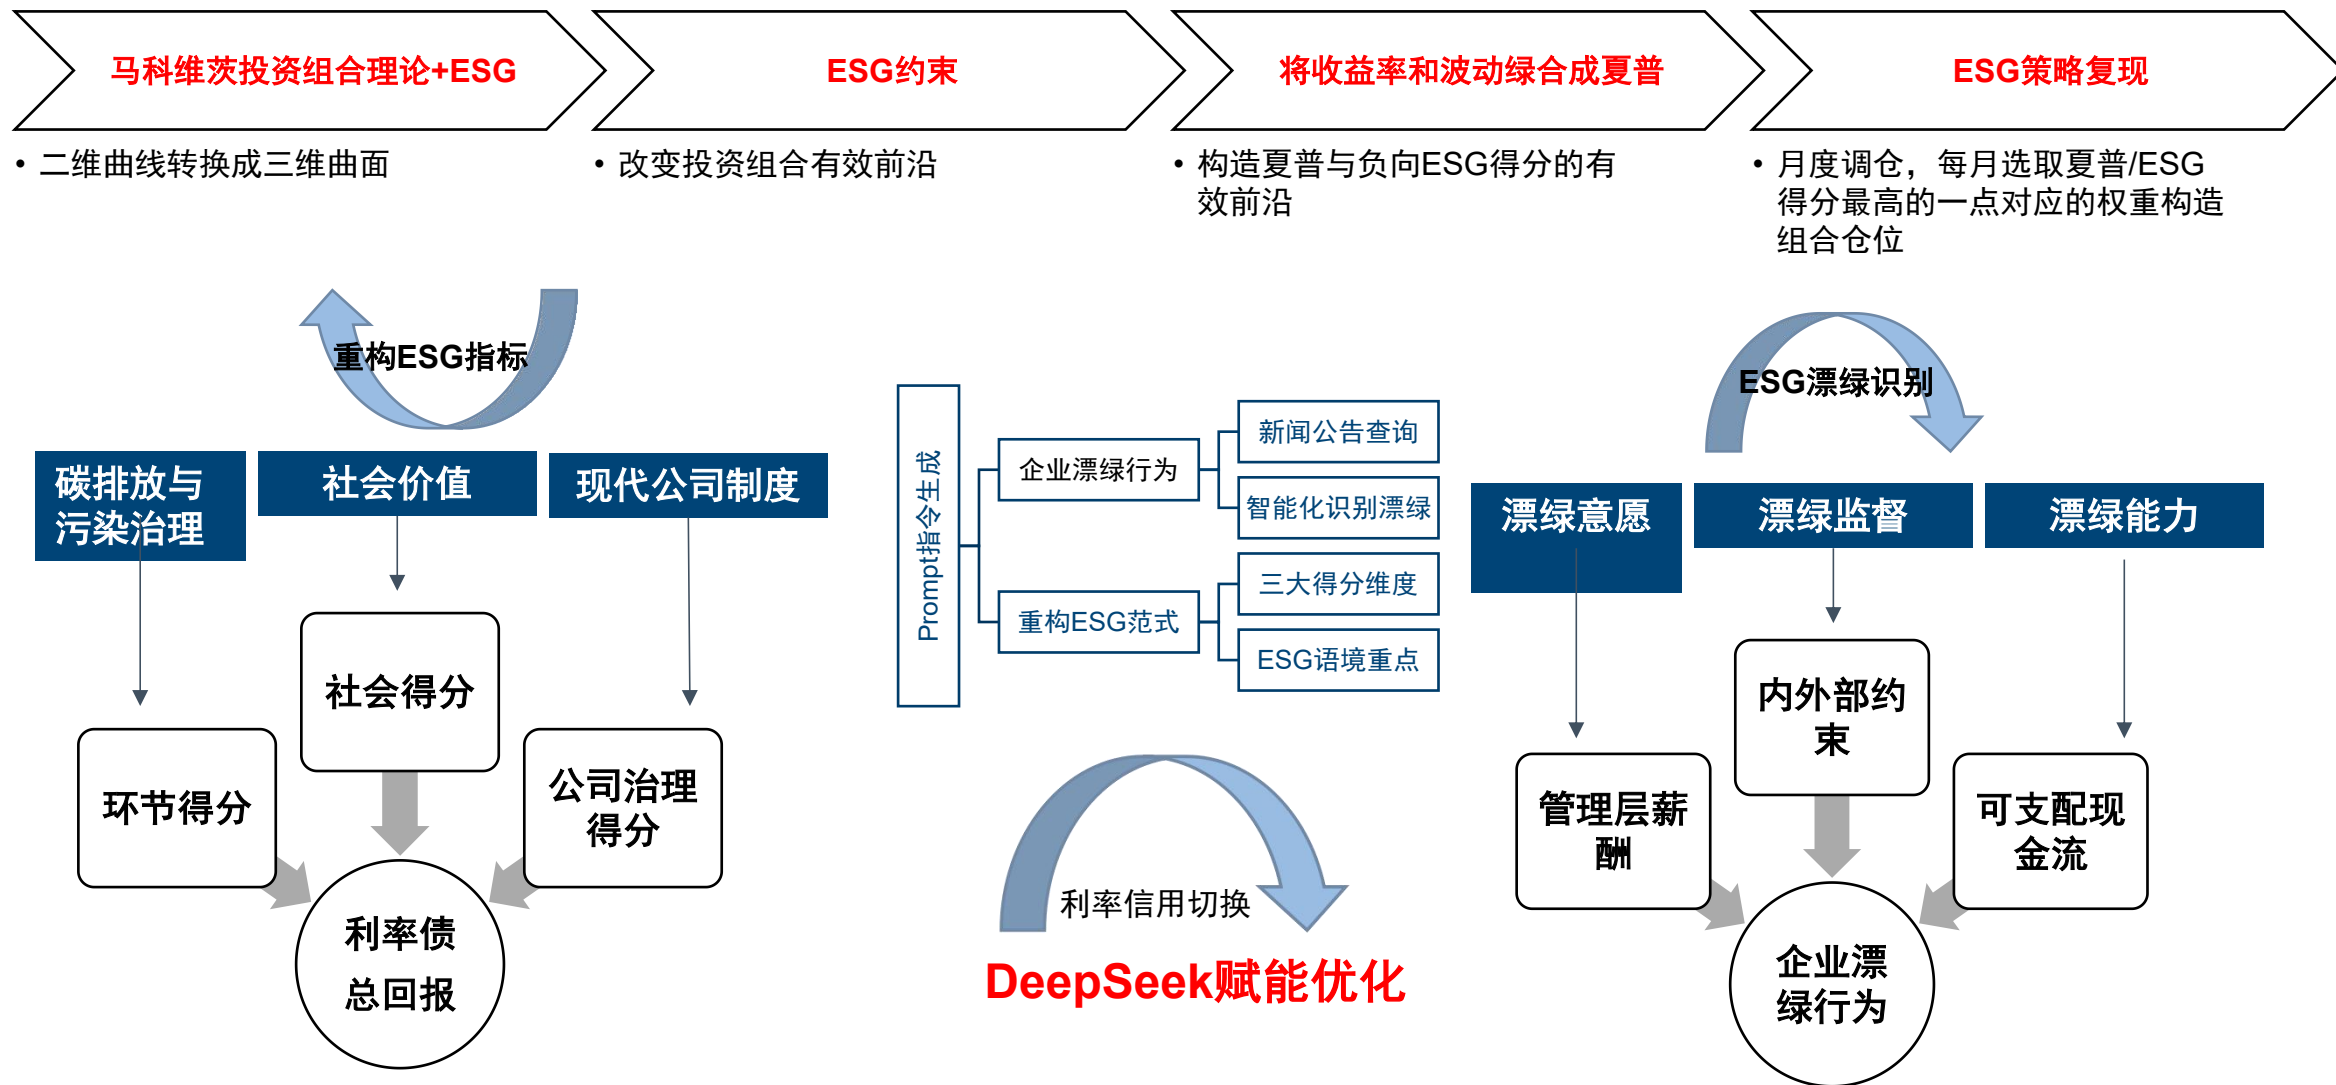 马科维茨投资组合理论+ESG
ESG约束
将收益率和波动绿合成夏普
ESG策略复现
• 二维曲线转换成三维曲面
• 改变投资组合有效前沿
• 构造夏普与负向ESG得分的有
效前沿
• 月度调仓，每月选取夏普/ESG
得分最高的一点对应的权重构造
组合仓位
重构ESG指标
碳排放与
污染治理
社会价值
现代公司制度
社会得分
环节得分
公司治理
得分
利率债
总回报
Prompt指令生成
企业漂绿行为
新闻公告查询
智能化识别漂绿
重构ESG范式
三大得分维度
ESG语境重点
利率信用切换
DeepSeek赋能优化
ESG漂绿识别
漂绿意愿
漂绿监督
漂绿能力
内外部约
束
管理层薪
酬
可支配现
金流
企业漂
绿行为